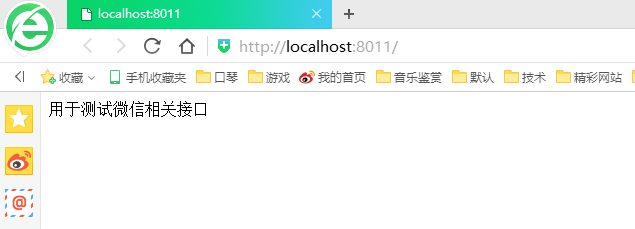 localhost:8011
http://localhost:8011/
收藏 手机收藏夹 口琴 游戏 我的首页 音乐鉴赏 默认 技术 精彩网站
用于测试微信相关接口